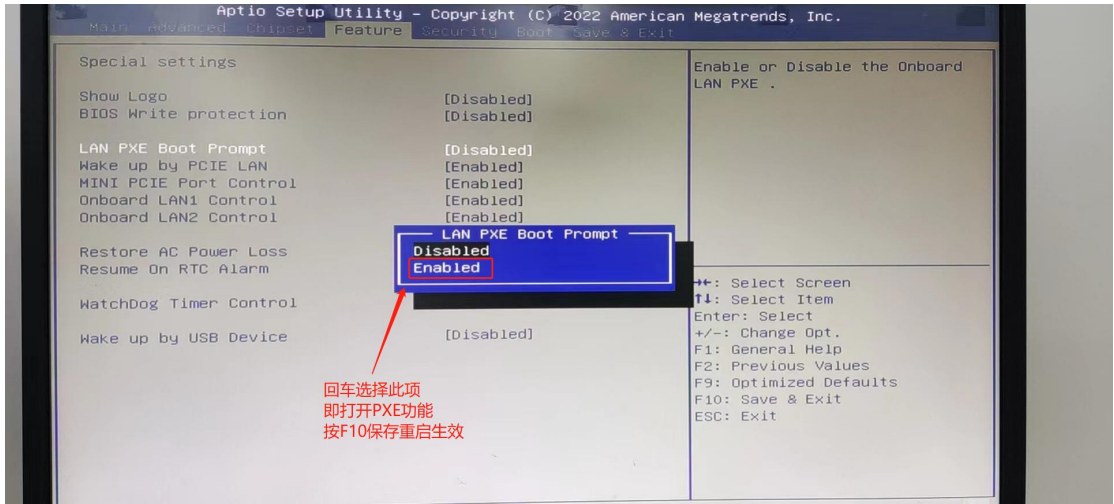 Aptio Setup Utility – Copyright (C) 2022 American Megatrends, Inc.
Main Advanced Chipset Feature Security Boot Save & Exit
Special settings
Show Logo [Disabled]
BIOS Write protection [Disabled]
LAN PXE Boot Prompt [Disabled]
Wake up by PCIE LAN [Enabled]
MINI PCIE Port Control [Enabled]
Onboard LAN1 Control [Enabled]
Onboard LAN2 Control [Enabled]
Restore AC Power Loss
Resume On RTC Alarm
WatchDog Timer Control
Wake up by USB Device [Disabled]
LAN PXE Boot Prompt
Disabled
Enabled
回车选择此项
即打开PXE功能
按F10保存重启生效
Enable or Disable the Onboard
LAN PXE .
→←: Select Screen
↑↓: Select Item
Enter: Select
+/-: Change Opt.
F1: General Help
F2: Previous Values
F9: Optimized Defaults
F10: Save & Exit
ESC: Exit